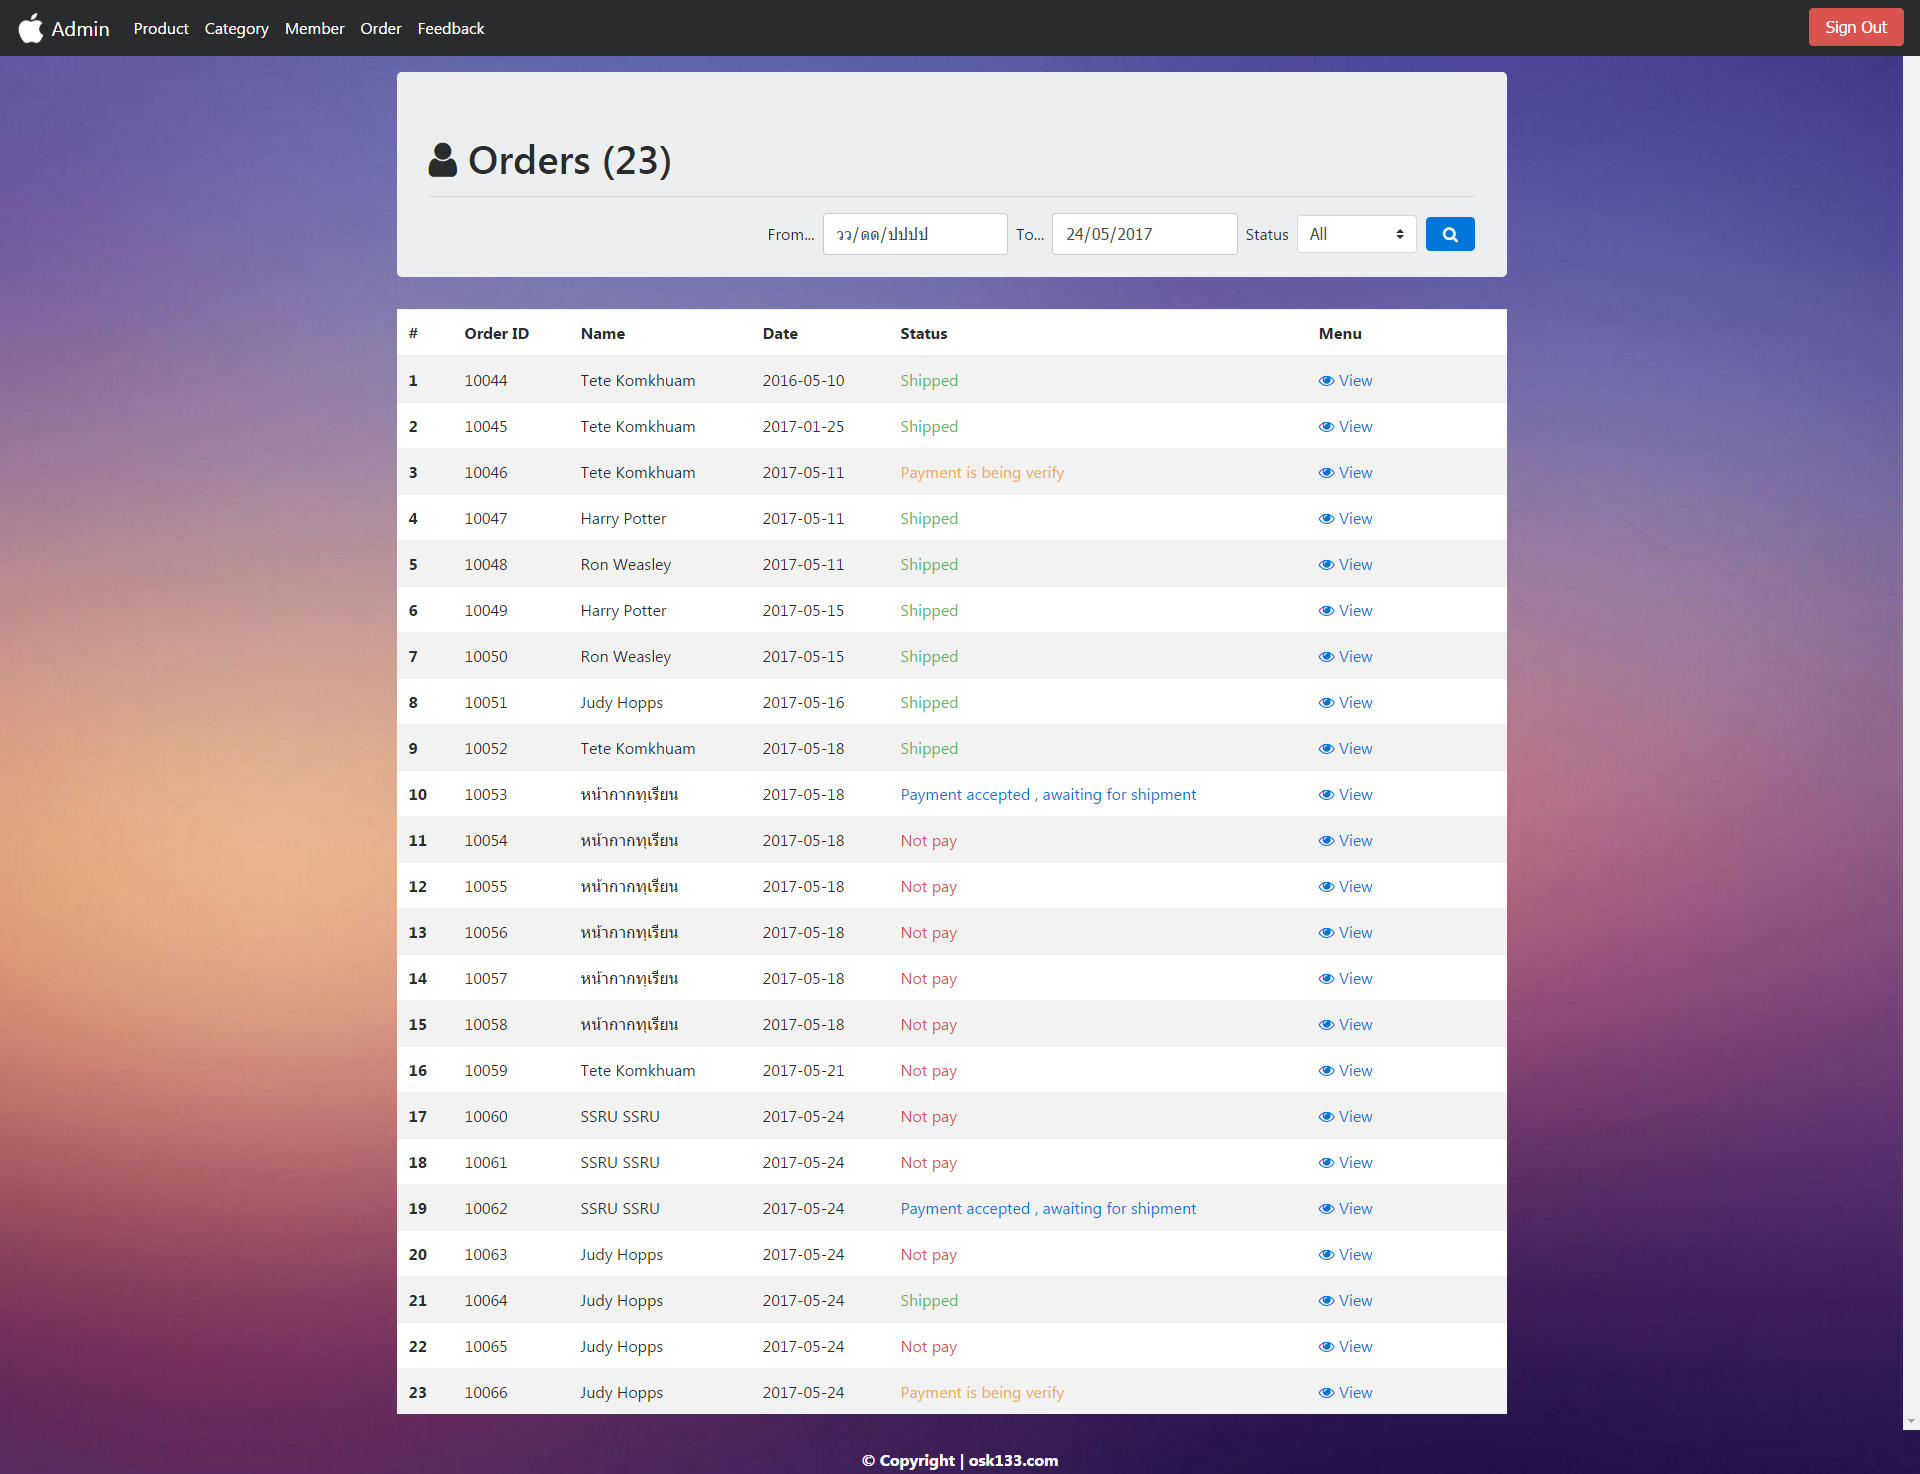 Admin Product Category Member Order Feedback Sign Out
Orders (23)
From... วว/ดด/ปปปป To... 24/05/2017 Status All
# Order ID Name Date Status Menu
1 10044 Tete Komkhuam 2016-05-10 Shipped View
2 10045 Tete Komkhuam 2017-01-25 Shipped View
3 10046 Tete Komkhuam 2017-05-11 Payment is being verify View
4 10047 Harry Potter 2017-05-11 Shipped View
5 10048 Ron Weasley 2017-05-11 Shipped View
6 10049 Harry Potter 2017-05-15 Shipped View
7 10050 Ron Weasley 2017-05-15 Shipped View
8 10051 Judy Hopps 2017-05-16 Shipped View
9 10052 Tete Komkhuam 2017-05-18 Shipped View
10 10053 หน้ากากทุเรียน 2017-05-18 Payment accepted , awaiting for shipment View
11 10054 หน้ากากทุเรียน 2017-05-18 Not pay View
12 10055 หน้ากากทุเรียน 2017-05-18 Not pay View
13 10056 หน้ากากทุเรียน 2017-05-18 Not pay View
14 10057 หน้ากากทุเรียน 2017-05-18 Not pay View
15 10058 หน้ากากทุเรียน 2017-05-18 Not pay View
16 10059 Tete Komkhuam 2017-05-21 Not pay View
17 10060 SSRU SSRU 2017-05-24 Not pay View
18 10061 SSRU SSRU 2017-05-24 Not pay View
19 10062 SSRU SSRU 2017-05-24 Payment accepted , awaiting for shipment View
20 10063 Judy Hopps 2017-05-24 Not pay View
21 10064 Judy Hopps 2017-05-24 Shipped View
22 10065 Judy Hopps 2017-05-24 Not pay View
23 10066 Judy Hopps 2017-05-24 Payment is being verify View
© Copyright | osk133.com